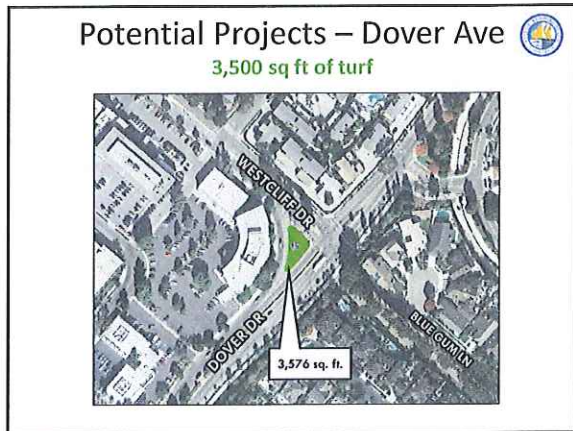 Potential Projects – Dover Ave
3,500 sq ft of turf
WESTCLIFF DR
DOVER DR
BLUE GUM LN
3,576 sq. ft.